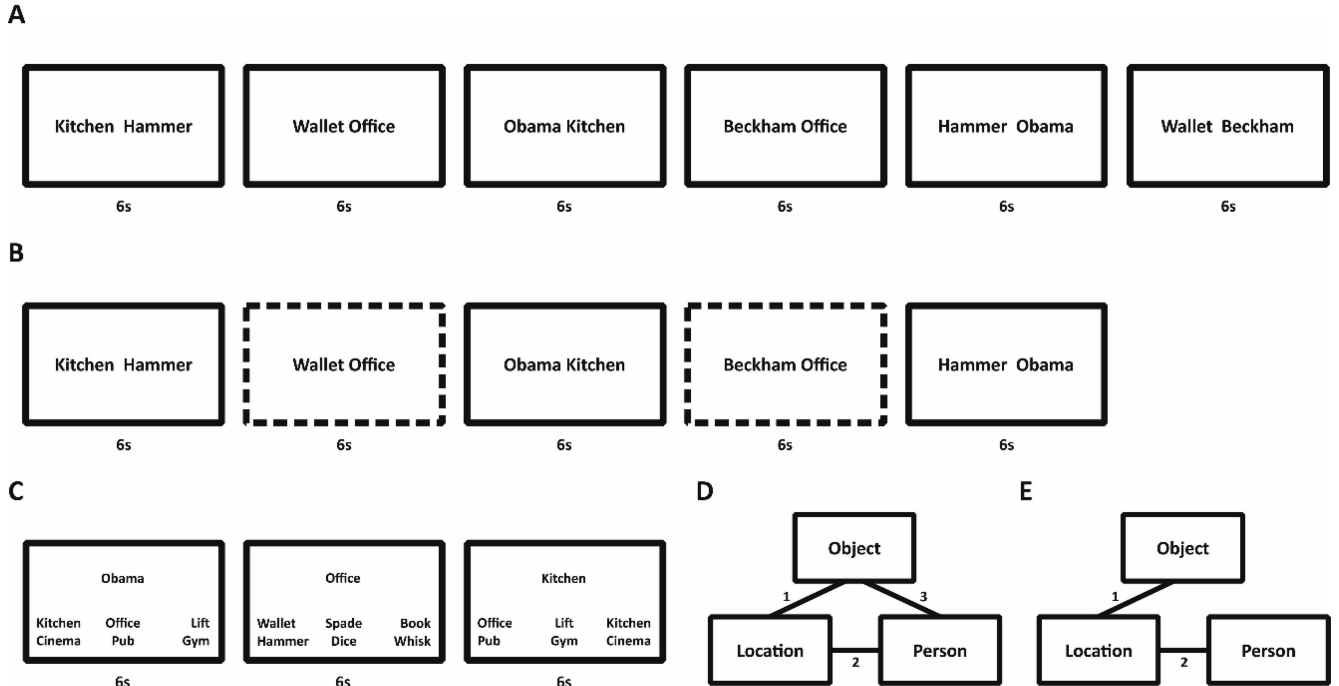 A
Kitchen Hammer
Wallet Office
Obama Kitchen
Beckham Office
Hammer Obama
Wallet Beckham
6s
6s
6s
6s
6s
6s
B
Kitchen Hammer
Wallet Office
Obama Kitchen
Beckham Office
Hammer Obama
6s
6s
6s
6s
6s
C
Obama
Kitchen Office Lift
Cinema Pub Gym
6s
Office
Wallet Spade Book
Hammer Dice Whisk
6s
Kitchen
Office Lift Kitchen
Pub Gym Cinema
6s
D
Object
1
3
Location
2
Person
E
Object
1
Location
2
Person